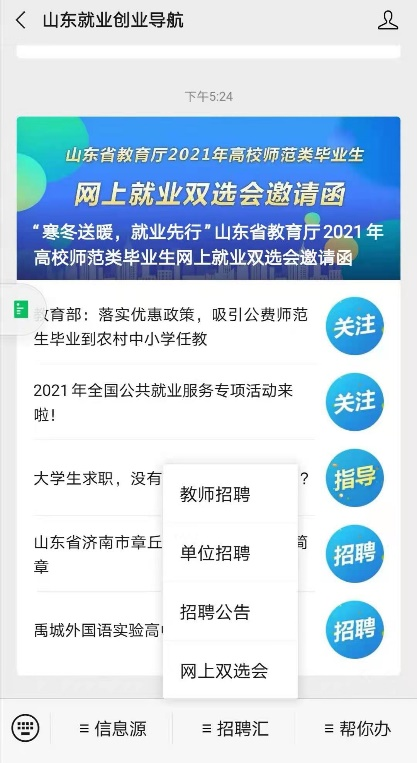 山东就业创业导航
下午5:24
山东省教育厅2021年高校师范类毕业生
网上就业双选会邀请函
“寒冬送暖，就业先行”山东省教育厅2021年
高校师范类毕业生网上就业双选会邀请函
教育部：落实优惠政策，吸引公费师范
生毕业到农村中小学任教
关注
2021年全国公共就业服务专项活动来
啦！
关注
大学生求职，没有
？
指导
山东省济南市章丘
简
章
招聘
禹城外国语实验高
招聘
教师招聘
单位招聘
招聘公告
网上双选会
≡ 信息源
≡ 招聘汇
≡ 帮你办